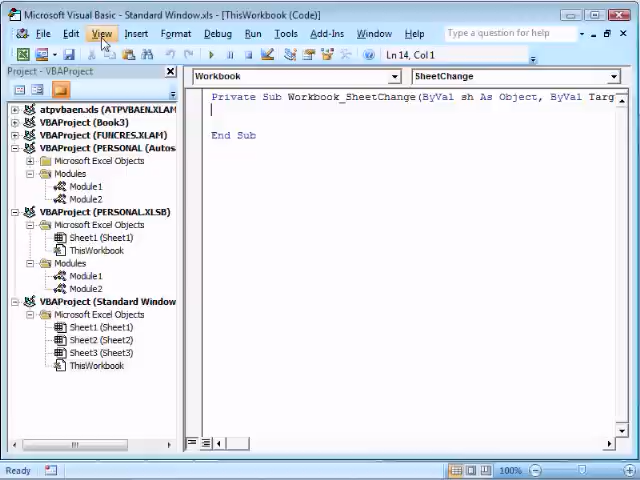 Microsoft Visual Basic - Standard Window.xls - [ThisWorkbook (Code)]
File Edit View Insert Format Debug Run Tools Add-Ins Window Help Type a question for help
Ln 14, Col 1
Project - VBAProject
Workbook SheetChange
atpvbaen.xls (ATPVBAEN.XLAM)
VBAProject (Book3)
VBAProject (FUNCRES.XLAM)
VBAProject (PERSONAL (Autos
Microsoft Excel Objects
Modules
Module1
Module2
VBAProject (PERSONAL.XLSB)
Microsoft Excel Objects
Sheet1 (Sheet1)
ThisWorkbook
Modules
Module1
Module2
VBAProject (Standard Window
Microsoft Excel Objects
Sheet1 (Sheet1)
Sheet2 (Sheet2)
Sheet3 (Sheet3)
ThisWorkbook
Private Sub Workbook_SheetChange(ByVal sh As Object, ByVal Targ
End Sub
Ready 100%